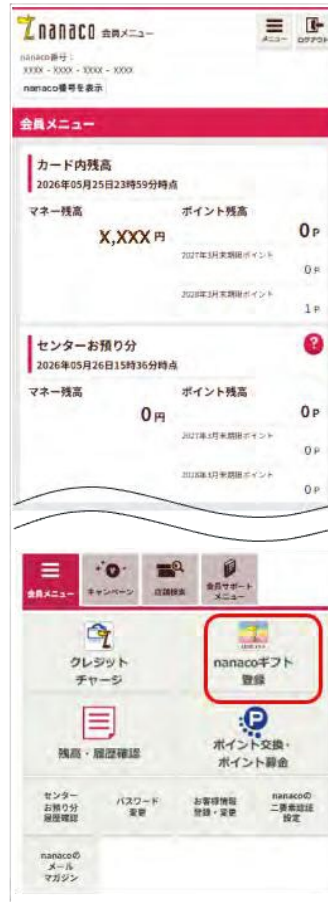 nanaco 会員メニュー
メニュー
ログアウト
nanaco番号：
XXXX - XXXX - XXXX - XXXX
nanaco番号を表示
会員メニュー
カード内残高
2026年05月25日23時59分時点
マネー残高
ポイント残高
X,XXX 円
0 P
2027年3月末期限ポイント
0 P
2028年3月末期限ポイント
1 P
センターお預り分
?
2026年05月26日15時36分時点
マネー残高
ポイント残高
0 円
0 P
2027年3月末期限ポイント
0 P
2028年3月末期限ポイント
0 P
会員メニュー
キャンペーン
店舗検索
会員サポート
メニュー
クレジット
チャージ
nanacoギフト
登録
残高・履歴確認
ポイント交換・
ポイント募金
センター
お預り分
履歴確認
パスワード
変更
お客様情報
登録・変更
nanacoの
二要素認証
設定
nanacoの
メール
マガジン